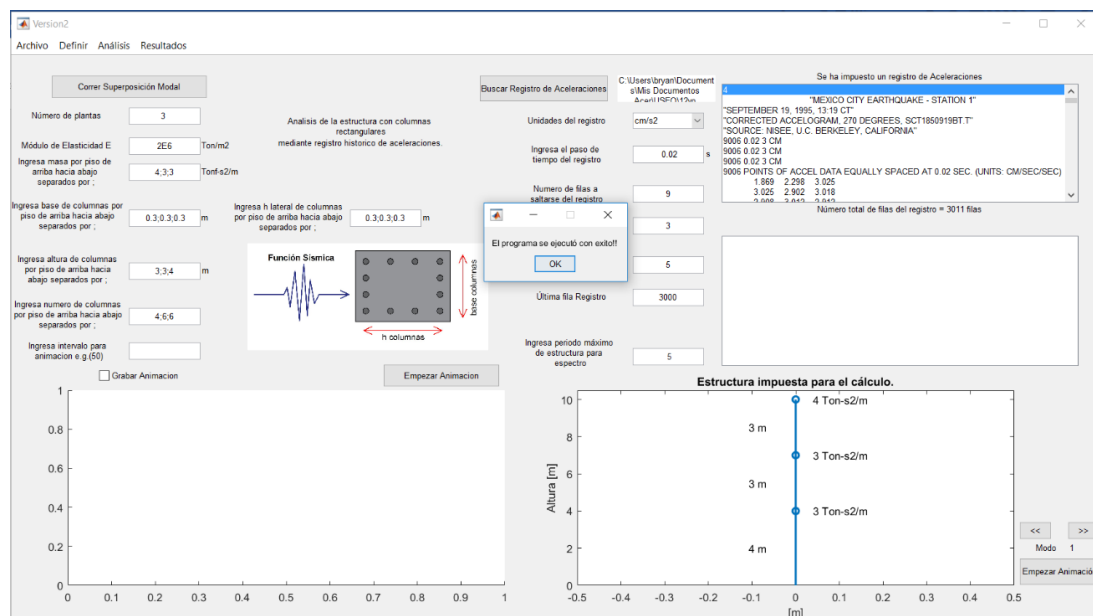 Version2
Archivo Definir Análisis Resultados
Correr Superposición Modal
Número de plantas
3
Módulo de Elasticidad E
2E6
Ton/m2
Ingresa masa por piso de
arriba hacia abajo
separados por ;
4;3;3
Tonf-s2/m
Ingresa base de columnas por
piso de arriba hacia abajo
separados por ;
0.3;0.3;0.3
m
Ingresa h lateral de columnas
por piso de arriba hacia abajo
separados por ;
0.3;0.3;0.3
m
Ingresa altura de columnas
por piso de arriba hacia
abajo separados por ;
3;3;4
m
Ingresa numero de columnas
por piso de arriba hacia abajo
separados por ;
4;6;6
Ingresa intervalo para
animacion e.g.(50)
Analisis de la estructura con columnas
rectangulares
mediante registro historico de aceleraciones.
Función Sísmica
base columnas
h columnas
Grabar Animacion
Empezar Animacion
Buscar Registro de Aceleraciones
C:\Users\bryan\Document
s\Mis Documentos
Unidades del registro
cm/s2
Ingresa el paso de
tiempo del registro
0.02
s
Numero de filas a
saltarse del registro
9
3
5
Última fila Registro
3000
Ingresa periodo máximo
de estructura para
espectro
5
El programa se ejecutó con exito!!
OK
Se ha impuesto un registro de Aceleraciones
4
"MEXICO CITY EARTHQUAKE - STATION 1"
"SEPTEMBER 19, 1995, 13:19 CT"
"CORRECTED ACCELOGRAM, 270 DEGREES, SCT1850919BT.T"
"SOURCE: NISEE, U.C. BERKELEY, CALIFORNIA"
9006 0.02 3 CM
9006 0.02 3 CM
9006 0.02 3 CM
9006 POINTS OF ACCEL DATA EQUALLY SPACED AT 0.02 SEC. (UNITS: CM/SEC/SEC)
1.869 2.298 3.025
3.025 2.902 3.018
2.908 3.012 2.912
Número total de filas del registro = 3011 filas
1
0.8
0.6
0.4
0.2
0
0 0.1 0.2 0.3 0.4 0.5 0.6 0.7 0.8 0.9 1
Estructura impuesta para el cálculo.
Altura [m]
10
8
6
4
2
0
4 Ton-s2/m
3 m
3 Ton-s2/m
3 m
3 Ton-s2/m
4 m
-0.5 -0.4 -0.3 -0.2 -0.1 0 0.1 0.2 0.3 0.4 0.5
[m]
<< >>
Modo 1
Empezar Animació